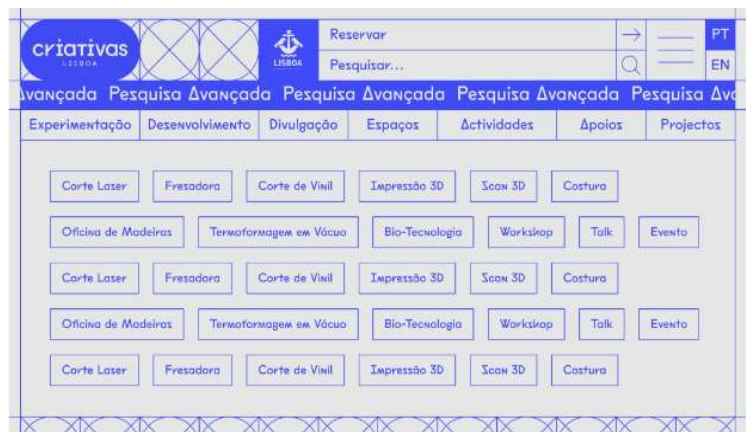 criativas
LISBOA
LISBOA
Reservar
Pesquisar...
PT
EN
Avançada Pesquisa Avançada Pesquisa Avançada Pesquisa Avançada Pesquisa Ava
Experimentação Desenvolvimento Divulgação Espaços Actividades Apoios Projectos
Corte Laser Fresadora Corte de Vinil Impressão 3D Scan 3D Costura
Oficina de Madeiras Termoformagem em Vácuo Bio-Tecnologia Workshop Talk Evento
Corte Laser Fresadora Corte de Vinil Impressão 3D Scan 3D Costura
Oficina de Madeiras Termoformagem em Vácuo Bio-Tecnologia Workshop Talk Evento
Corte Laser Fresadora Corte de Vinil Impressão 3D Scan 3D Costura